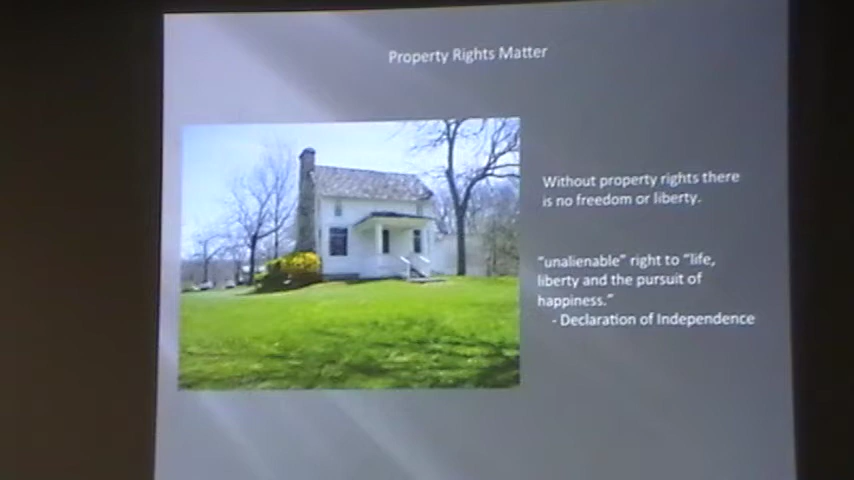 Property Rights Matter
Without property rights there
is no freedom or liberty.
"unalienable" right to "life,
liberty and the pursuit of
happiness."
- Declaration of Independence